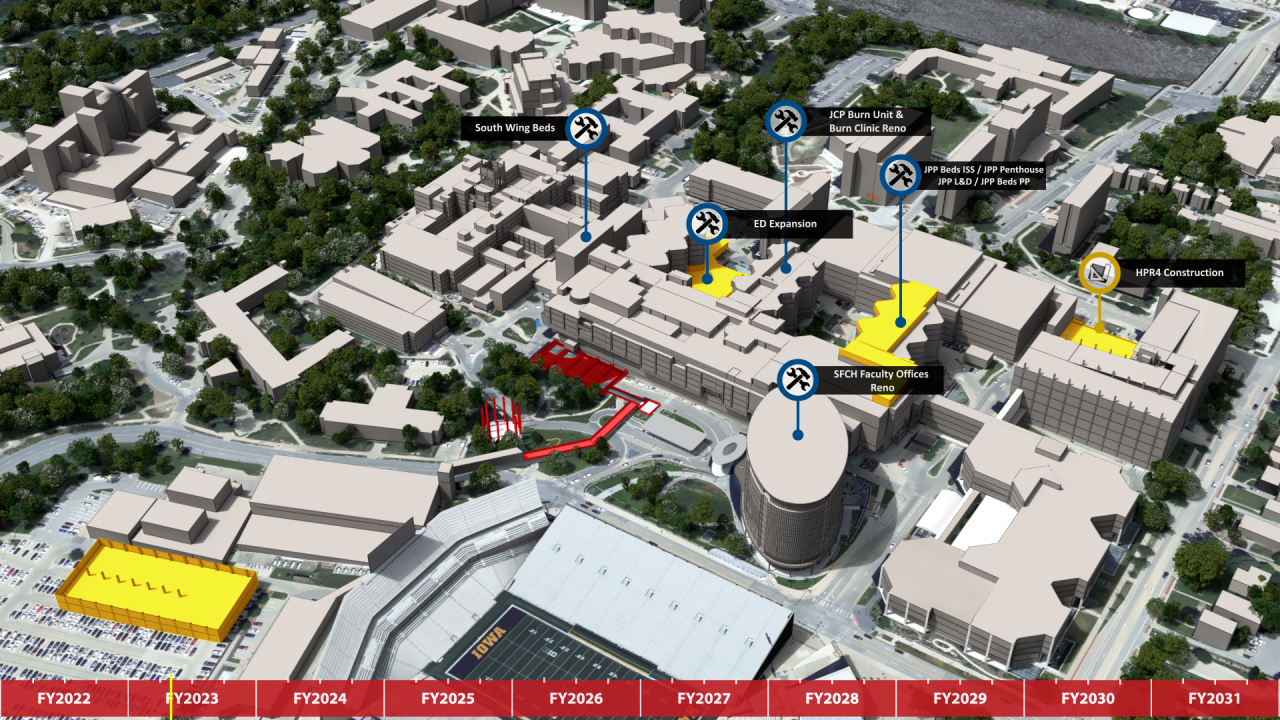 South Wing Beds
JCP Burn Unit &
Burn Clinic Reno
JPP Beds ISS / JPP Penthouse
JPP L&D / JPP Beds PP
ED Expansion
HPR4 Construction
SFCH Faculty Offices
Reno
IOWA
FY2022 FY2023 FY2024 FY2025 FY2026 FY2027 FY2028 FY2029 FY2030 FY2031